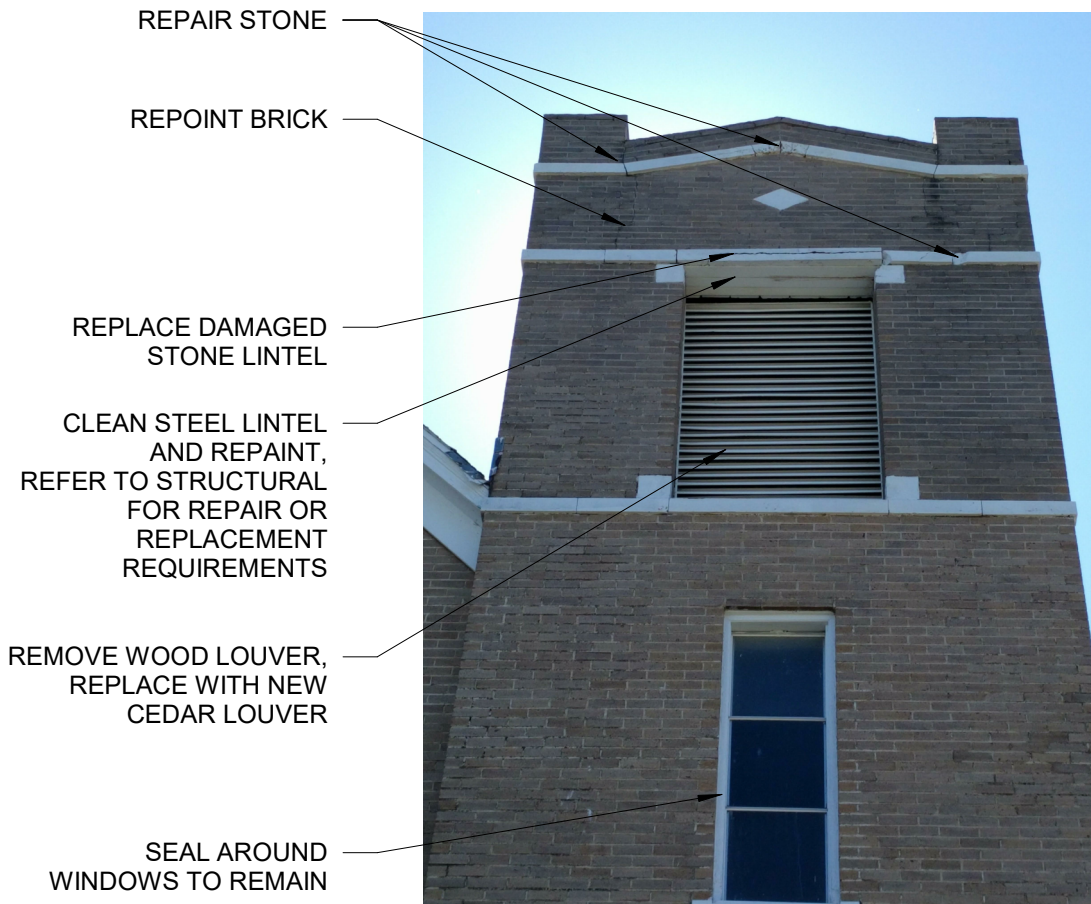 REPAIR STONE
REPOINT BRICK
REPLACE DAMAGED
STONE LINTEL
CLEAN STEEL LINTEL
AND REPAINT,
REFER TO STRUCTURAL
FOR REPAIR OR
REPLACEMENT
REQUIREMENTS
REMOVE WOOD LOUVER,
REPLACE WITH NEW
CEDAR LOUVER
SEAL AROUND
WINDOWS TO REMAIN